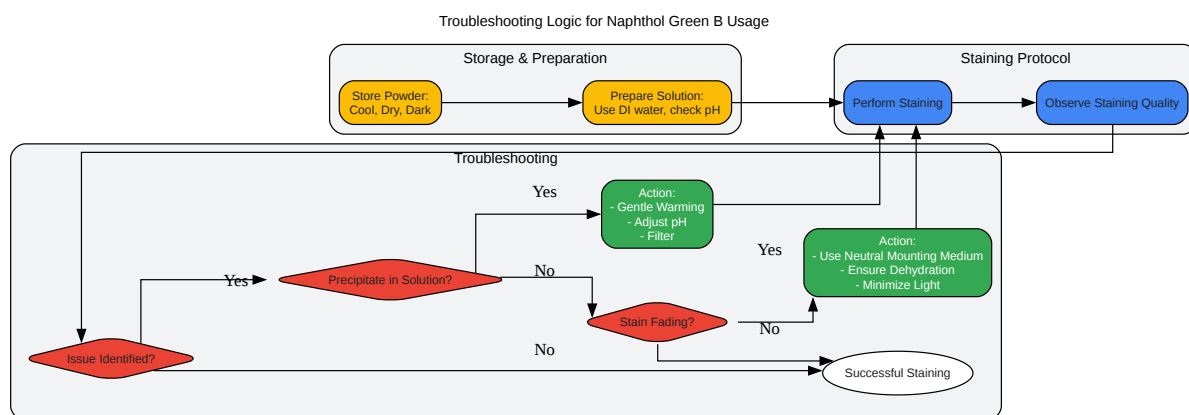 Troubleshooting Logic for Naphthol Green B Usage
Storage & Preparation
Store Powder:
Cool, Dry, Dark
Prepare Solution:
Use DI water, check pH
Staining Protocol
Perform Staining
Observe Staining Quality
Troubleshooting
Yes
Action:
- Gentle Warming
- Adjust pH
- Filter
Yes
Action:
- Use Neutral Mounting Medium
- Ensure Dehydration
- Minimize Light
Yes
Precipitate in Solution?
No
Stain Fading?
No
Issue Identified?
No
Successful Staining